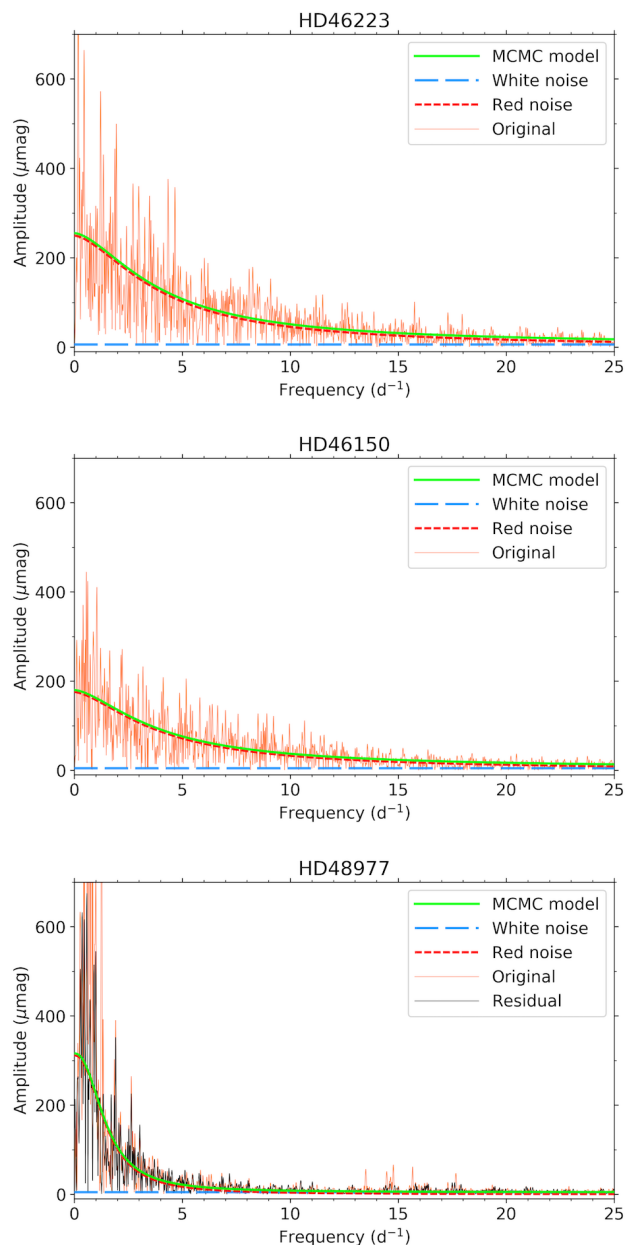 HD46223
MCMC model
White noise
Red noise
Original
Amplitude (μmag)
600
400
200
0
0 5 10 15 20 25
Frequency (d⁻¹)
HD46150
MCMC model
White noise
Red noise
Original
Amplitude (μmag)
600
400
200
0
0 5 10 15 20 25
Frequency (d⁻¹)
HD48977
MCMC model
White noise
Red noise
Original
Residual
Amplitude (μmag)
600
400
200
0
0 5 10 15 20 25
Frequency (d⁻¹)